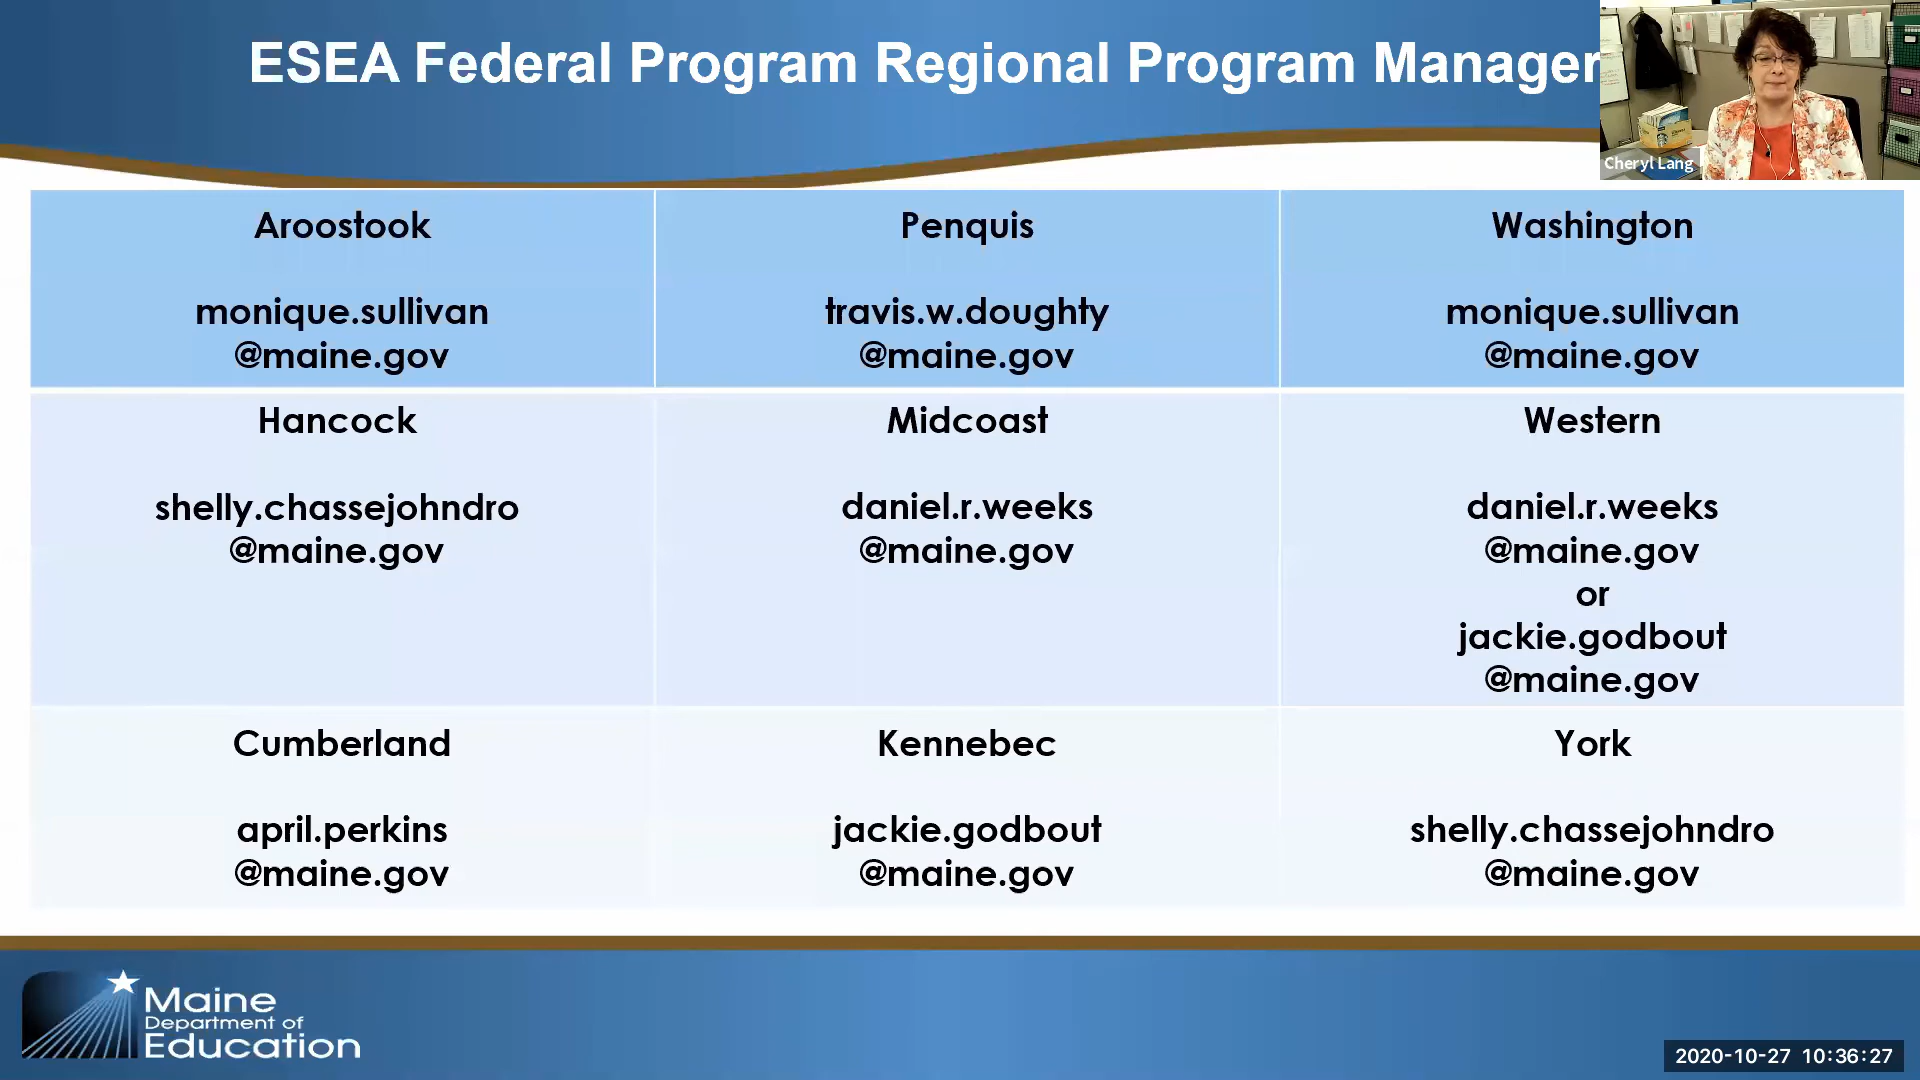 ESEA Federal Program Regional Program Manager
Cheryl Lang
Aroostook
monique.sullivan
@maine.gov
Penquis
travis.w.doughty
@maine.gov
Washington
monique.sullivan
@maine.gov
Hancock
shelly.chassejohndro
@maine.gov
Midcoast
daniel.r.weeks
@maine.gov
Western
daniel.r.weeks
@maine.gov
or
jackie.godbout
@maine.gov
Cumberland
april.perkins
@maine.gov
Kennebec
jackie.godbout
@maine.gov
York
shelly.chassejohndro
@maine.gov
Maine
Department of
Education
2020-10-27 10:36:27